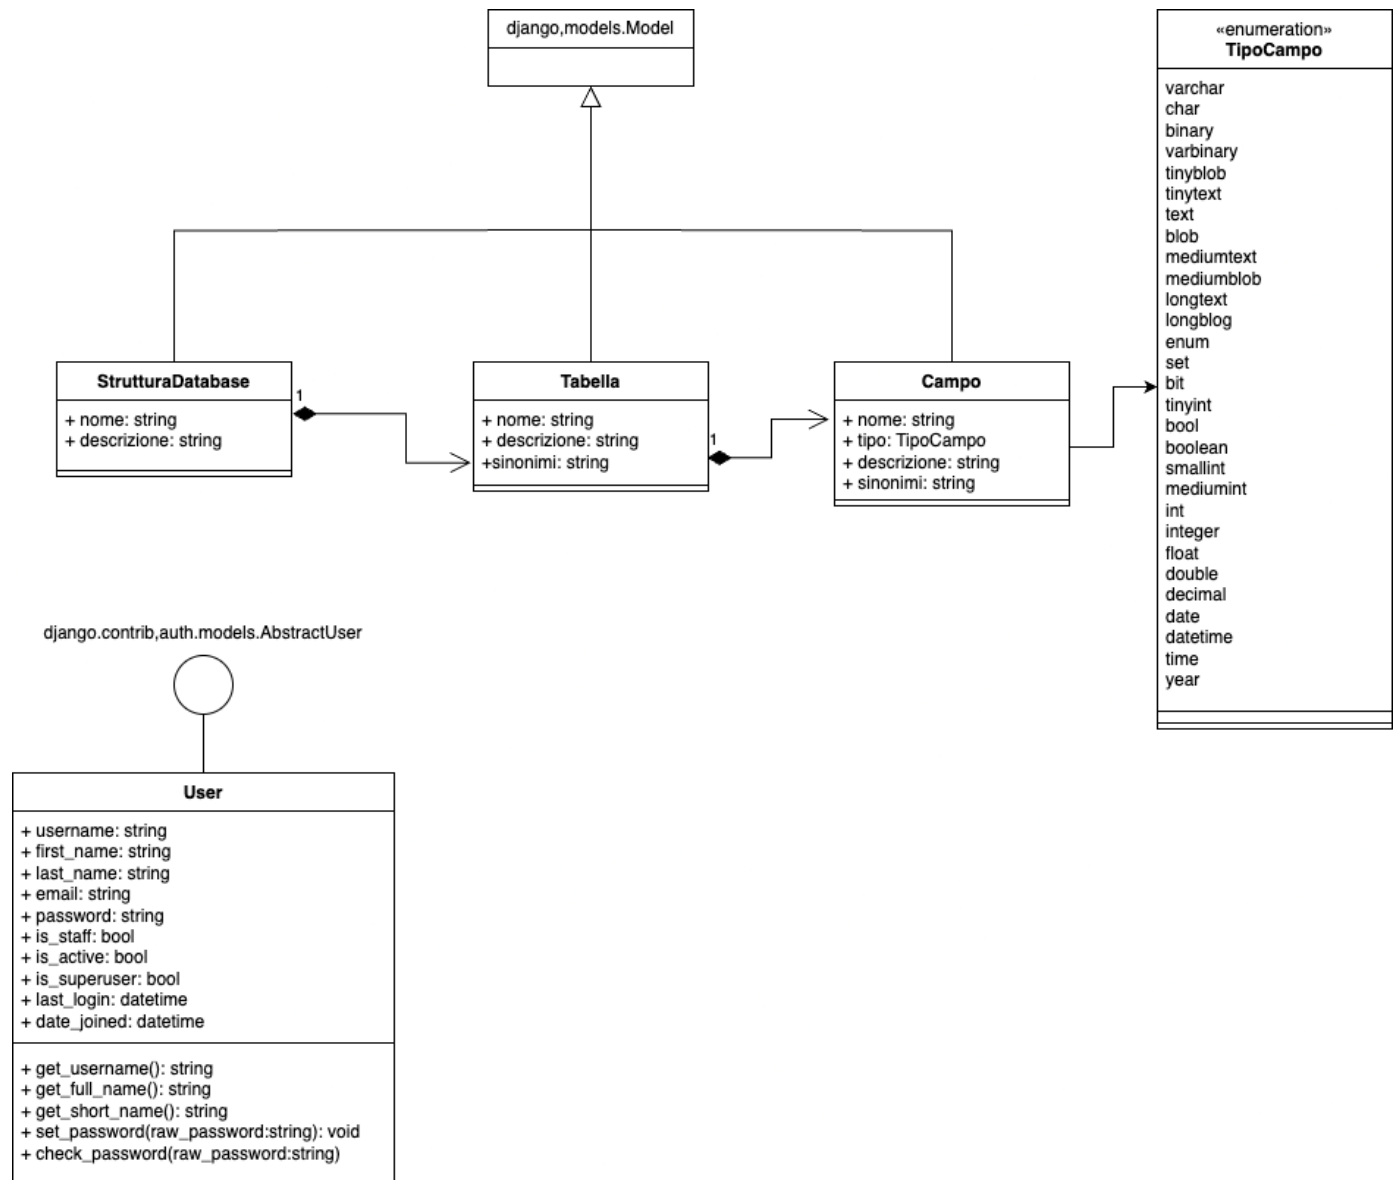 django,models.Model
«enumeration»
TipoCampo
varchar
char
binary
varbinary
tinyblob
tinytext
text
blob
mediumtext
mediumblob
longtext
longblog
enum
set
bit
tinyint
bool
boolean
smallint
mediumint
int
integer
float
double
decimal
date
datetime
time
year
StrutturaDatabase
+ nome: string
+ descrizione: string
1
Tabella
+ nome: string
+ descrizione: string
+sinonimi: string
1
Campo
+ nome: string
+ tipo: TipoCampo
+ descrizione: string
+ sinonimi: string
django.contrib,auth.models.AbstractUser
User
+ username: string
+ first_name: string
+ last_name: string
+ email: string
+ password: string
+ is_staff: bool
+ is_active: bool
+ is_superuser: bool
+ last_login: datetime
+ date_joined: datetime
+ get_username(): string
+ get_full_name(): string
+ get_short_name(): string
+ set_password(raw_password:string): void
+ check_password(raw_password:string)